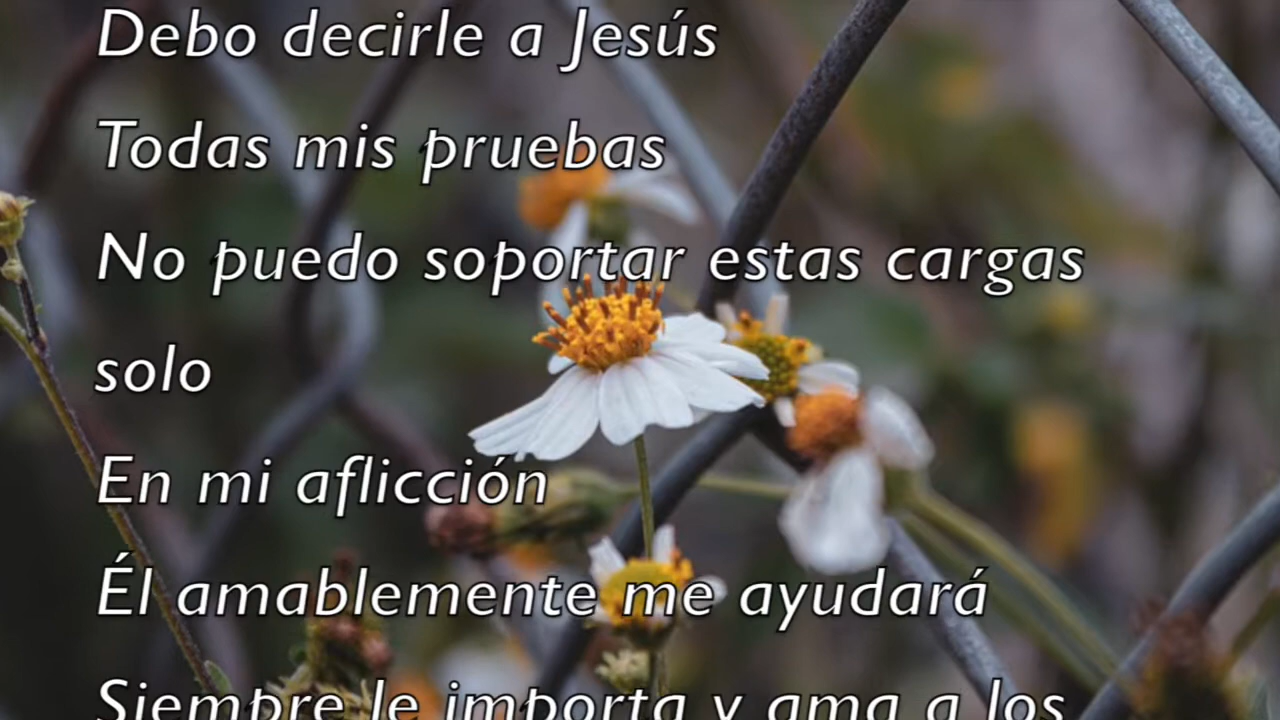 Debo decirle a Jesús
Todas mis pruebas
No puedo soportar estas cargas
solo
En mi aflicción
Él amablemente me ayudará
Siempre le importa y ama a los